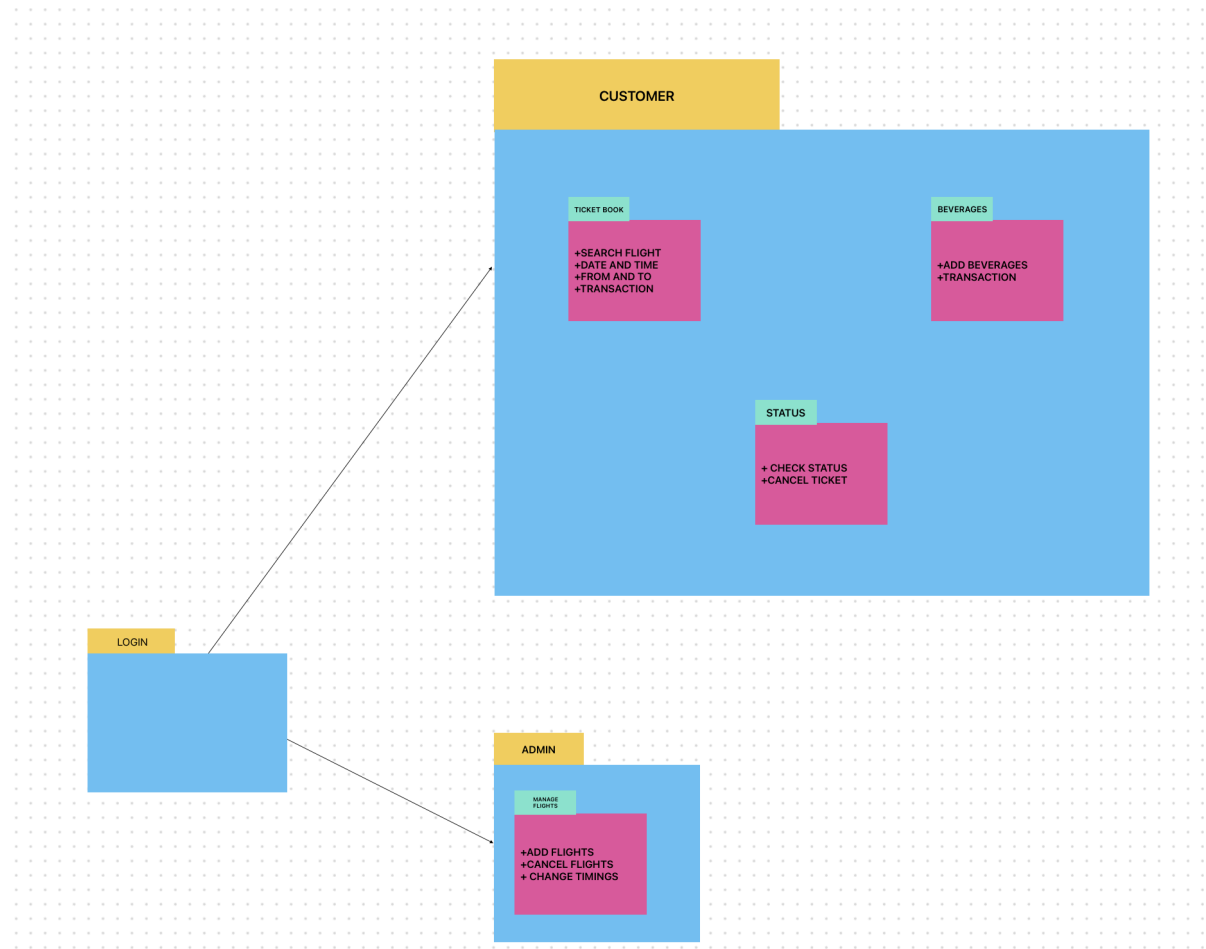 CUSTOMER
TICKET BOOK
+SEARCH FLIGHT
+DATE AND TIME
+FROM AND TO
+TRANSACTION
BEVERAGES
+ADD BEVERAGES
+TRANSACTION
STATUS
+ CHECK STATUS
+CANCEL TICKET
LOGIN
ADMIN
MANAGE
FLIGHTS
+ADD FLIGHTS
+CANCEL FLIGHTS
+ CHANGE TIMINGS